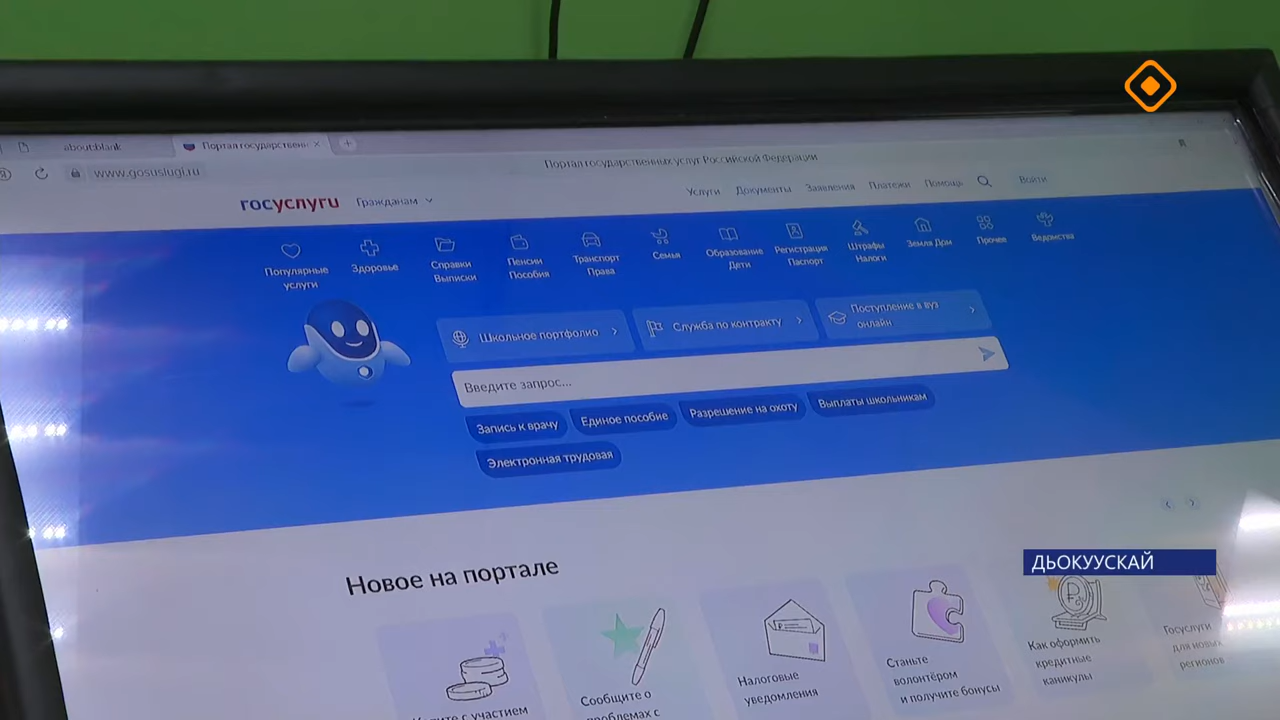 about:blank
Портал государственн
www.gosuslugi.ru
Портал государственных услуг Российской Федерации
госуслуги
Гражданам
Услуги
Документы
Заявления
Платежи
Помощь
Войти
Популярные
услуги
Здоровье
Справки
Выписки
Пенсии
Пособия
Транспорт
Права
Семья
Образование
Дети
Регистрация
Паспорт
Штрафы
Налоги
Земля Дом
Прочее
Ведомства
Школьное портфолио
Служба по контракту
Поступление в вуз
онлайн
Введите запрос...
Запись к врачу
Единое пособие
Разрешение на охоту
Выплаты школьникам
Электронная трудовая
ДЬОКУУСКАЙ
Новое на портале
с участием
Сообщите о
проблемах с
Налоговые
уведомления
Станьте
волонтёром
и получите бонусы
Как оформить
кредитные
каникулы
Госуслуги
для новых
регионов